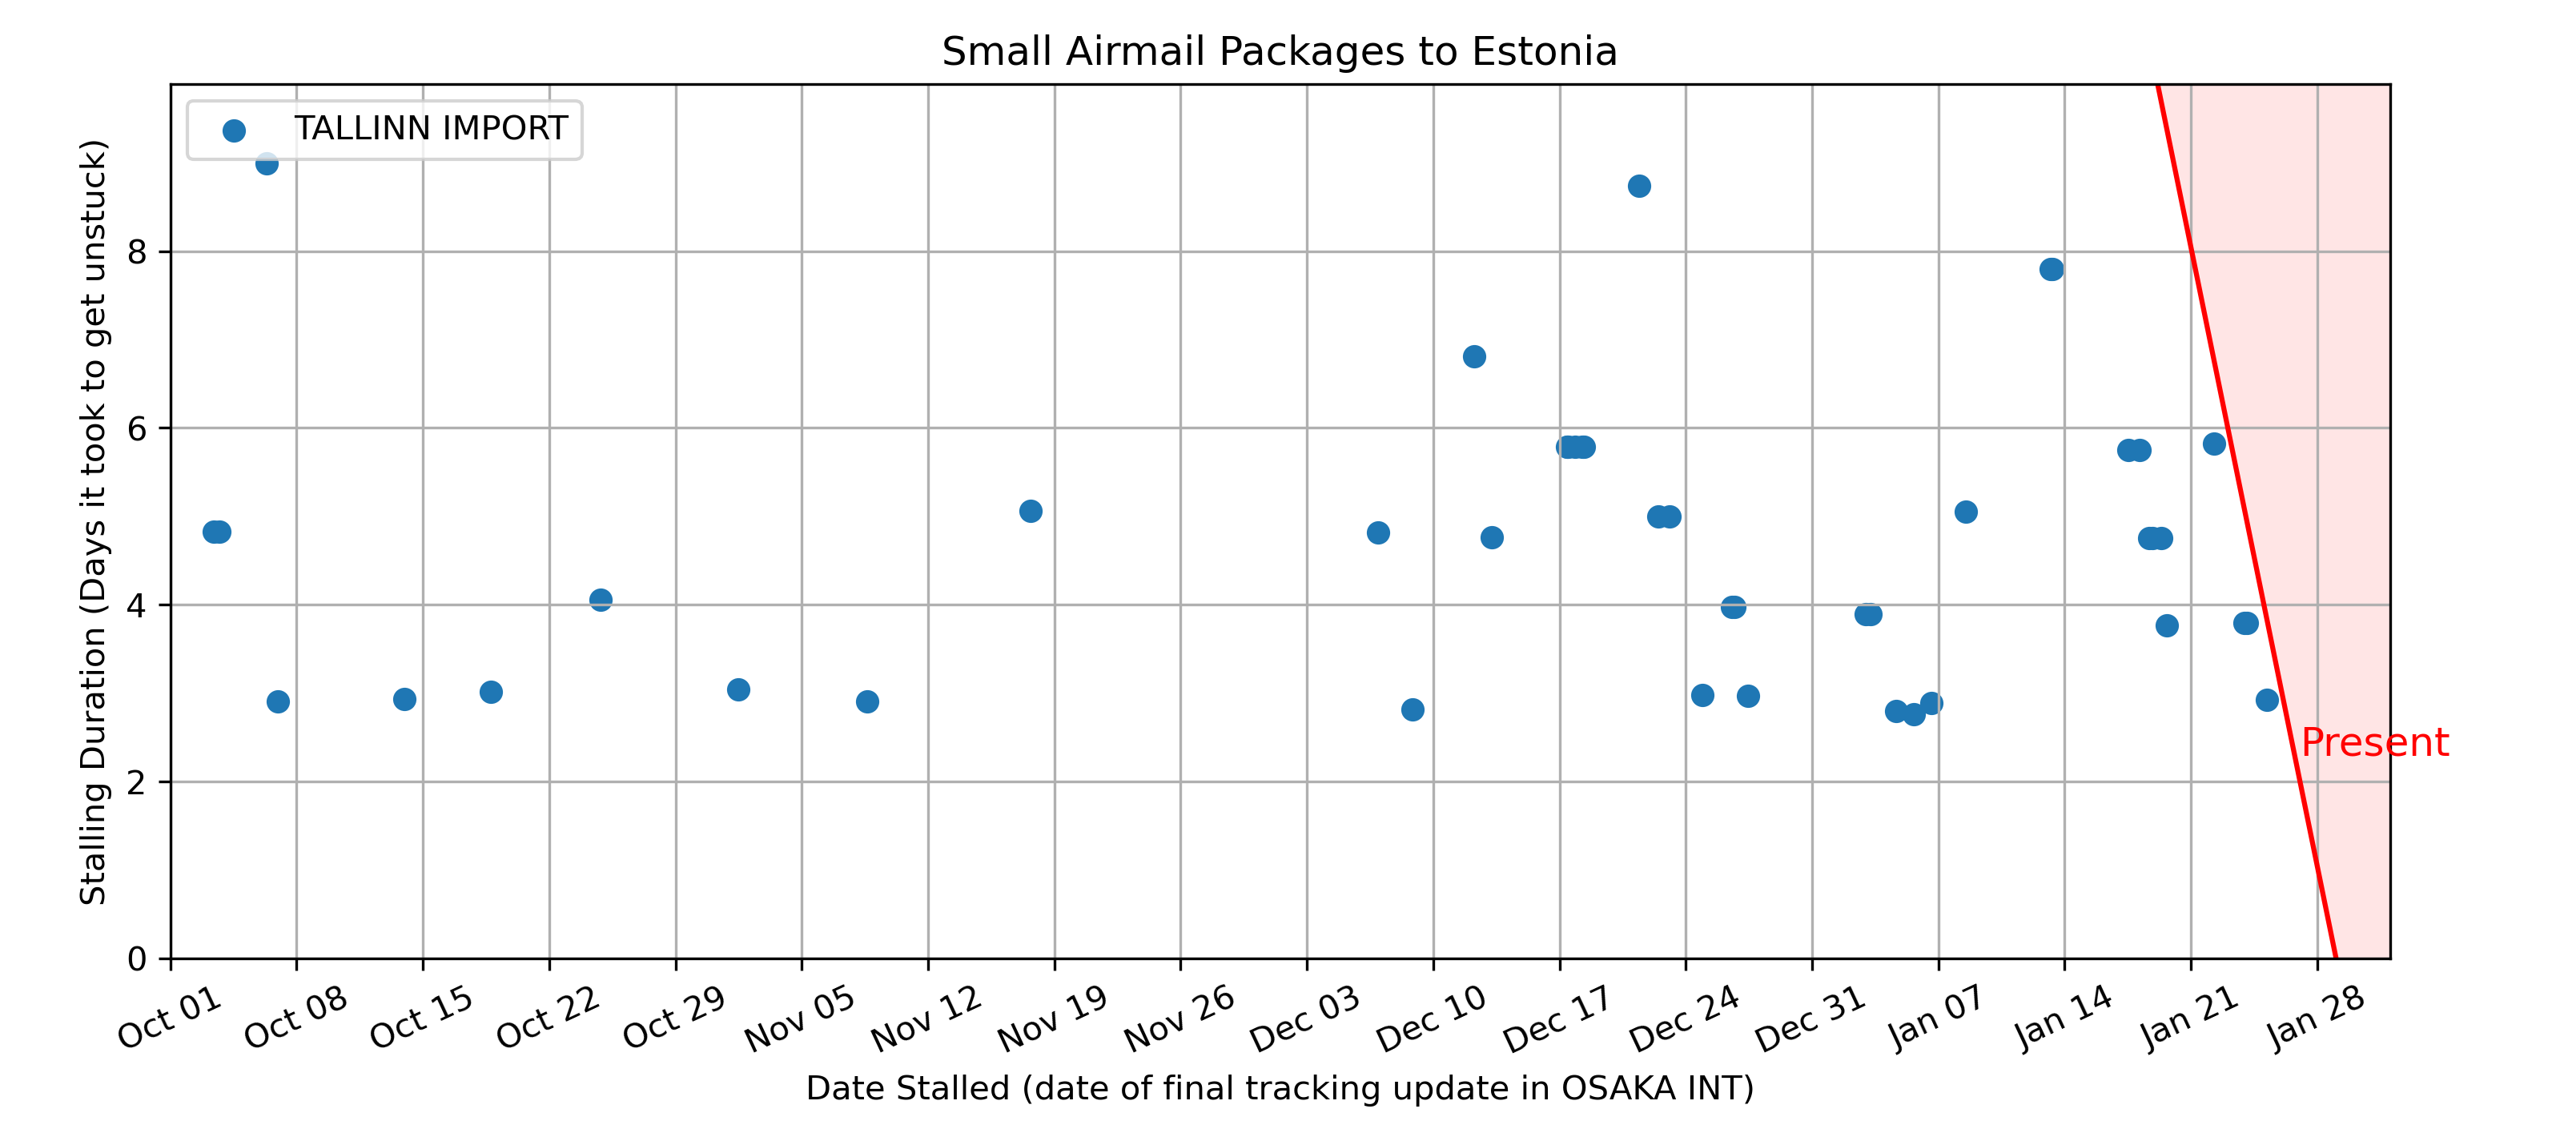 Small Airmail Packages to Estonia
TALLINN IMPORT
Stalling Duration (Days it took to get unstuck)
8
6
4
2
0
Oct 01
Oct 08
Oct 15
Oct 22
Oct 29
Nov 05
Nov 12
Nov 19
Nov 26
Dec 03
Dec 10
Dec 17
Dec 24
Dec 31
Jan 07
Jan 14
Jan 21
Jan 28
Present
Date Stalled (date of final tracking update in OSAKA INT)